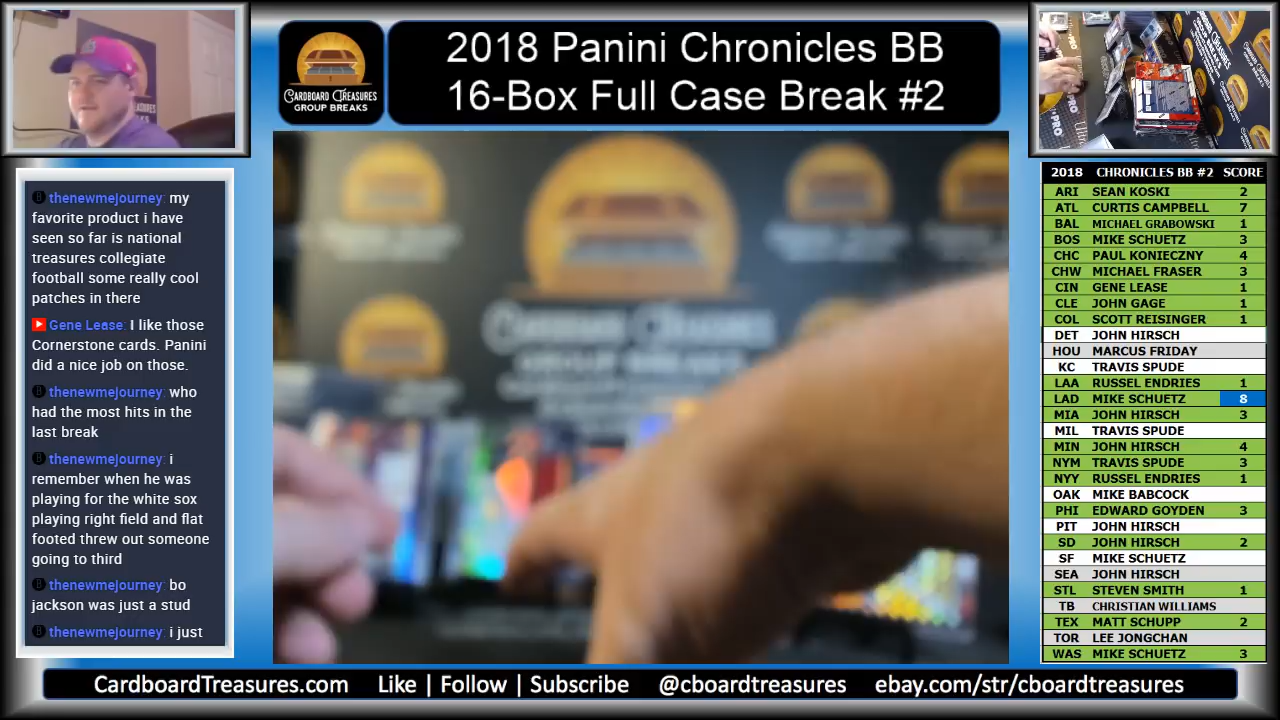 2018 Panini Chronicles BB
16-Box Full Case Break #2
CARDBOARD TREASURES
GROUP BREAKS
thenewmejourney: my
favorite product i have
seen so far is national
treasures collegiate
football some really cool
patches in there
Gene Lease: I like those
Cornerstone cards. Panini
did a nice job on those.
thenewmejourney: who
had the most hits in the
last break
thenewmejourney: i
remember when he was
playing for the white sox
playing right field and flat
footed threw out someone
going to third
thenewmejourney: bo
jackson was just a stud
thenewmejourney: i just
2018 CHRONICLES BB #2 SCORE
ARI SEAN KOSKI 2
ATL CURTIS CAMPBELL 7
BAL MICHAEL GRABOWSKI 1
BOS MIKE SCHUETZ 3
CHC PAUL KONIECZNY 4
CHW MICHAEL FRASER 3
CIN GENE LEASE 1
CLE JOHN GAGE 1
COL SCOTT REISINGER 1
DET JOHN HIRSCH
HOU MARCUS FRIDAY
KC TRAVIS SPUDE
LAA RUSSEL ENDRIES 1
LAD MIKE SCHUETZ 8
MIA JOHN HIRSCH 3
MIL TRAVIS SPUDE
MIN JOHN HIRSCH 4
NYM TRAVIS SPUDE 3
NYY RUSSEL ENDRIES 1
OAK MIKE BABCOCK
PHI EDWARD GOYDEN 3
PIT JOHN HIRSCH
SD JOHN HIRSCH 2
SF MIKE SCHUETZ
SEA JOHN HIRSCH
STL STEVEN SMITH 1
TB CHRISTIAN WILLIAMS
TEX MATT SCHUPP 2
TOR LEE JONGCHAN
WAS MIKE SCHUETZ 3
CardboardTreasures.com Like | Follow | Subscribe @cboardtreasures ebay.com/str/cboardtreasures